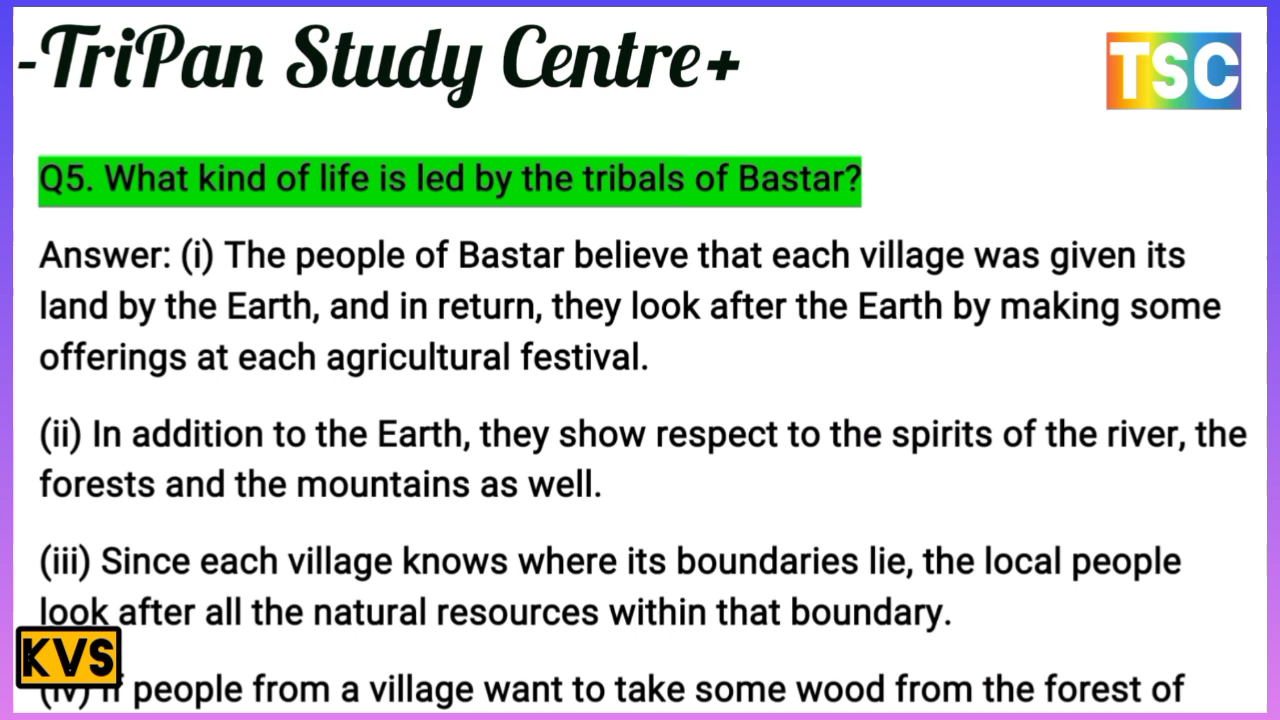 -TriPan Study Centre+
TSC
Q5. What kind of life is led by the tribals of Bastar?
Answer: (i) The people of Bastar believe that each village was given its
land by the Earth, and in return, they look after the Earth by making some
offerings at each agricultural festival.
(ii) In addition to the Earth, they show respect to the spirits of the river, the
forests and the mountains as well.
(iii) Since each village knows where its boundaries lie, the local people
look after all the natural resources within that boundary.
KVS
(iv) If people from a village want to take some wood from the forest of